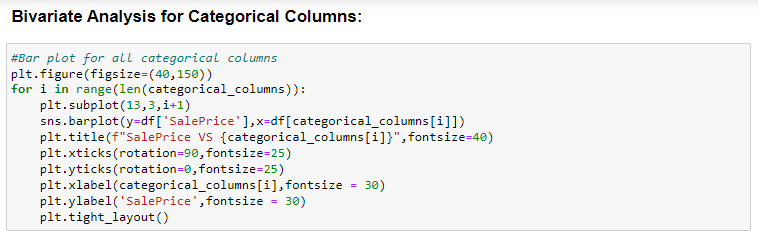 Bivariate Analysis for Categorical Columns:
#Bar plot for all categorical columns
plt.figure(figsize=(40,150))
for i in range(len(categorical_columns)):
    plt.subplot(13,3,i+1)
    sns.barplot(y=df['SalePrice'],x=df[categorical_columns[i]])
    plt.title(f"SalePrice VS {categorical_columns[i]}",fontsize=40)
    plt.xticks(rotation=90,fontsize=25)
    plt.yticks(rotation=0,fontsize=25)
    plt.xlabel(categorical_columns[i],fontsize = 30)
    plt.ylabel('SalePrice',fontsize = 30)
    plt.tight_layout()